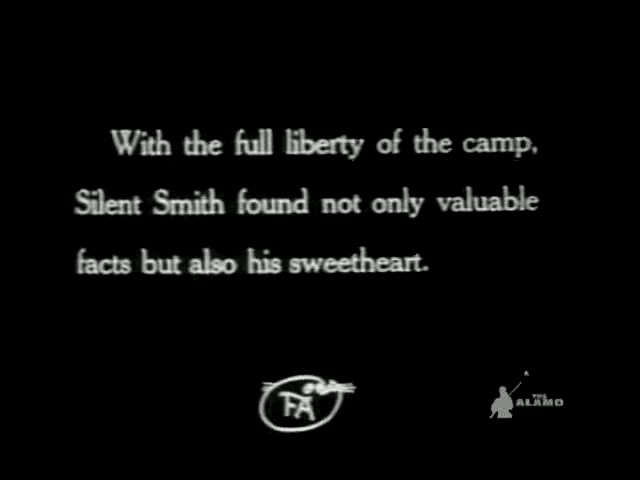 With the full liberty of the camp,
Silent Smith found not only valuable
facts but also his sweetheart.
FA
THE
ALAMO